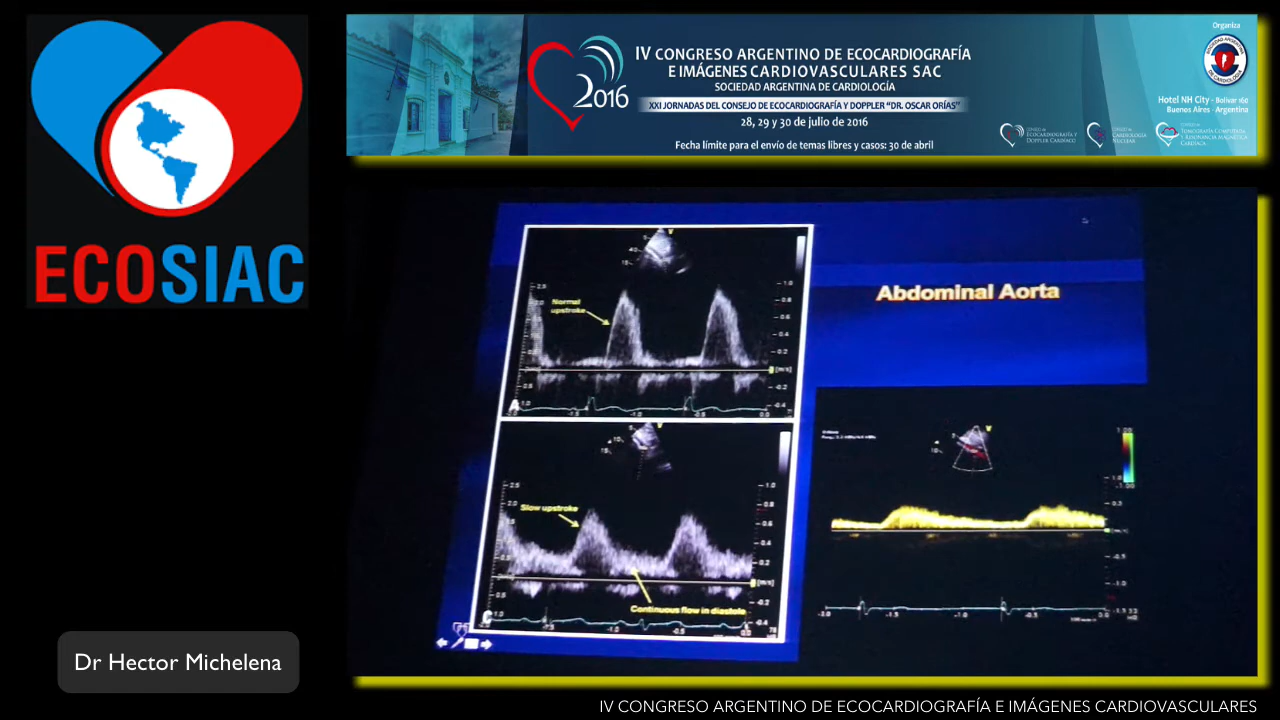 ECOSIAC
2016
IV CONGRESO ARGENTINO DE ECOCARDIOGRAFÍA
E IMÁGENES CARDIOVASCULARES SAC
SOCIEDAD ARGENTINA DE CARDIOLOGÍA
XXI JORNADAS DEL CONSEJO DE ECOCARDIOGRAFÍA Y DOPPLER "DR. OSCAR ORÍAS"
28, 29 y 30 de julio de 2016
Fecha límite para el envío de temas libres y casos: 30 de abril
Organiza
Hotel NH City - Bolívar 160
Buenos Aires - Argentina
Abdominal Aorta
Normal
upstroke
Slow upstroke
Continuous flow in diastole
Dr Hector Michelena
IV CONGRESO ARGENTINO DE ECOCARDIOGRAFÍA E IMÁGENES CARDIOVASCULARES